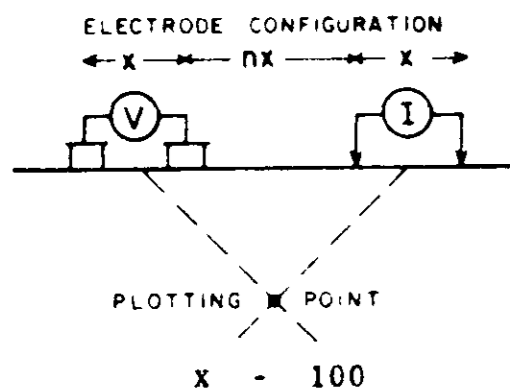 ELECTRODE CONFIGURATION
x nx x
V I
PLOTTING POINT
x - 100